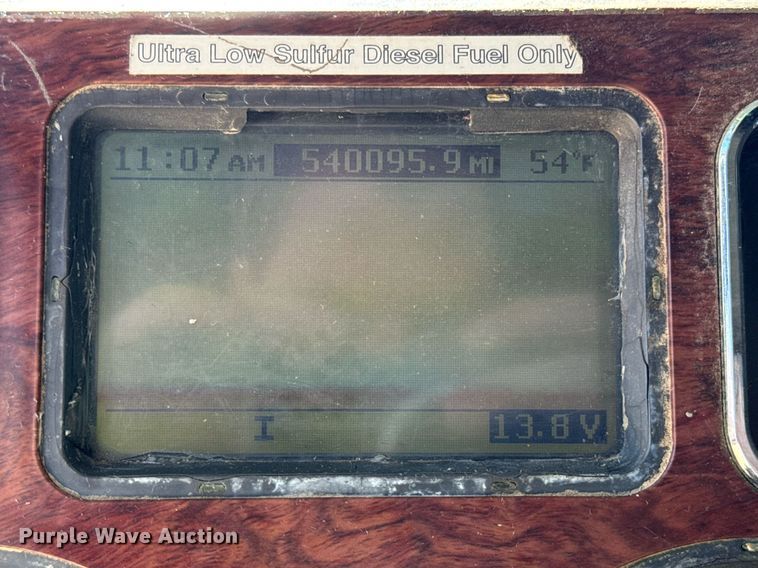 Ultra Low Sulfur Diesel Fuel Only
11:07 AM 540095.9 MI 54°F
I 13.8 V
Purple Wave Auction®